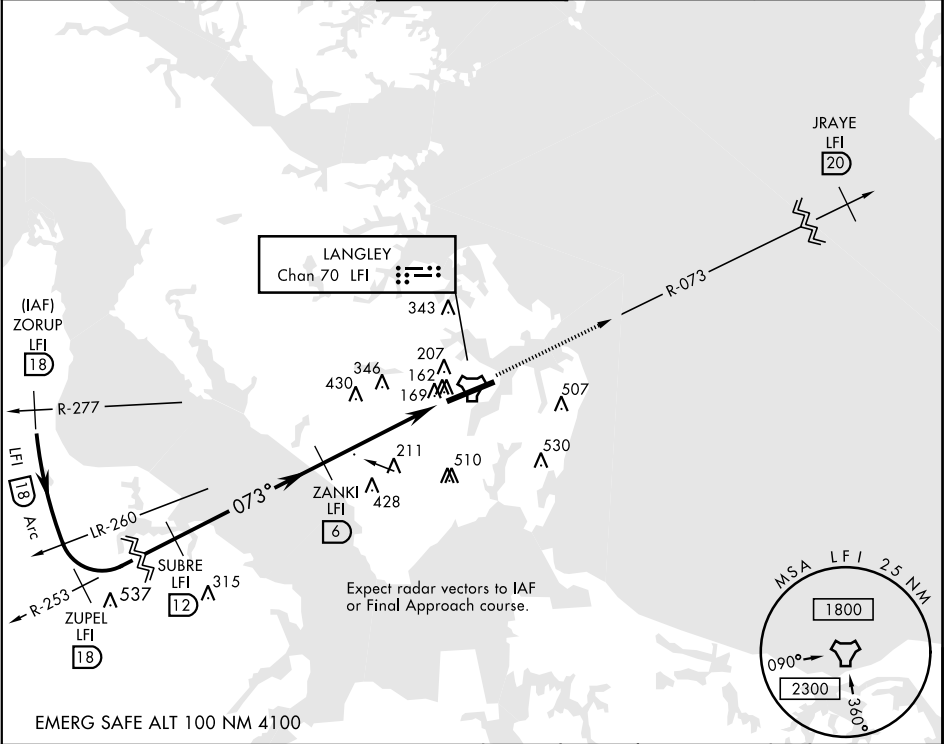 JRAYE
LFI
20
R-073
LANGLEY
Chan 70 LFI
343
(IAF)
ZORUP
LFI
18
R-277
207
346
162
430
169
507
LFI
18
Arc
211
530
510
ZANKI
LFI
6
428
073°
LR-260
SUBRE
LFI
12
315
R-253
537
ZUPEL
LFI
18
Expect radar vectors to IAF
or Final Approach course.
MSA LFI 25 NM
1800
090°
2300
360°
EMERG SAFE ALT 100 NM 4100